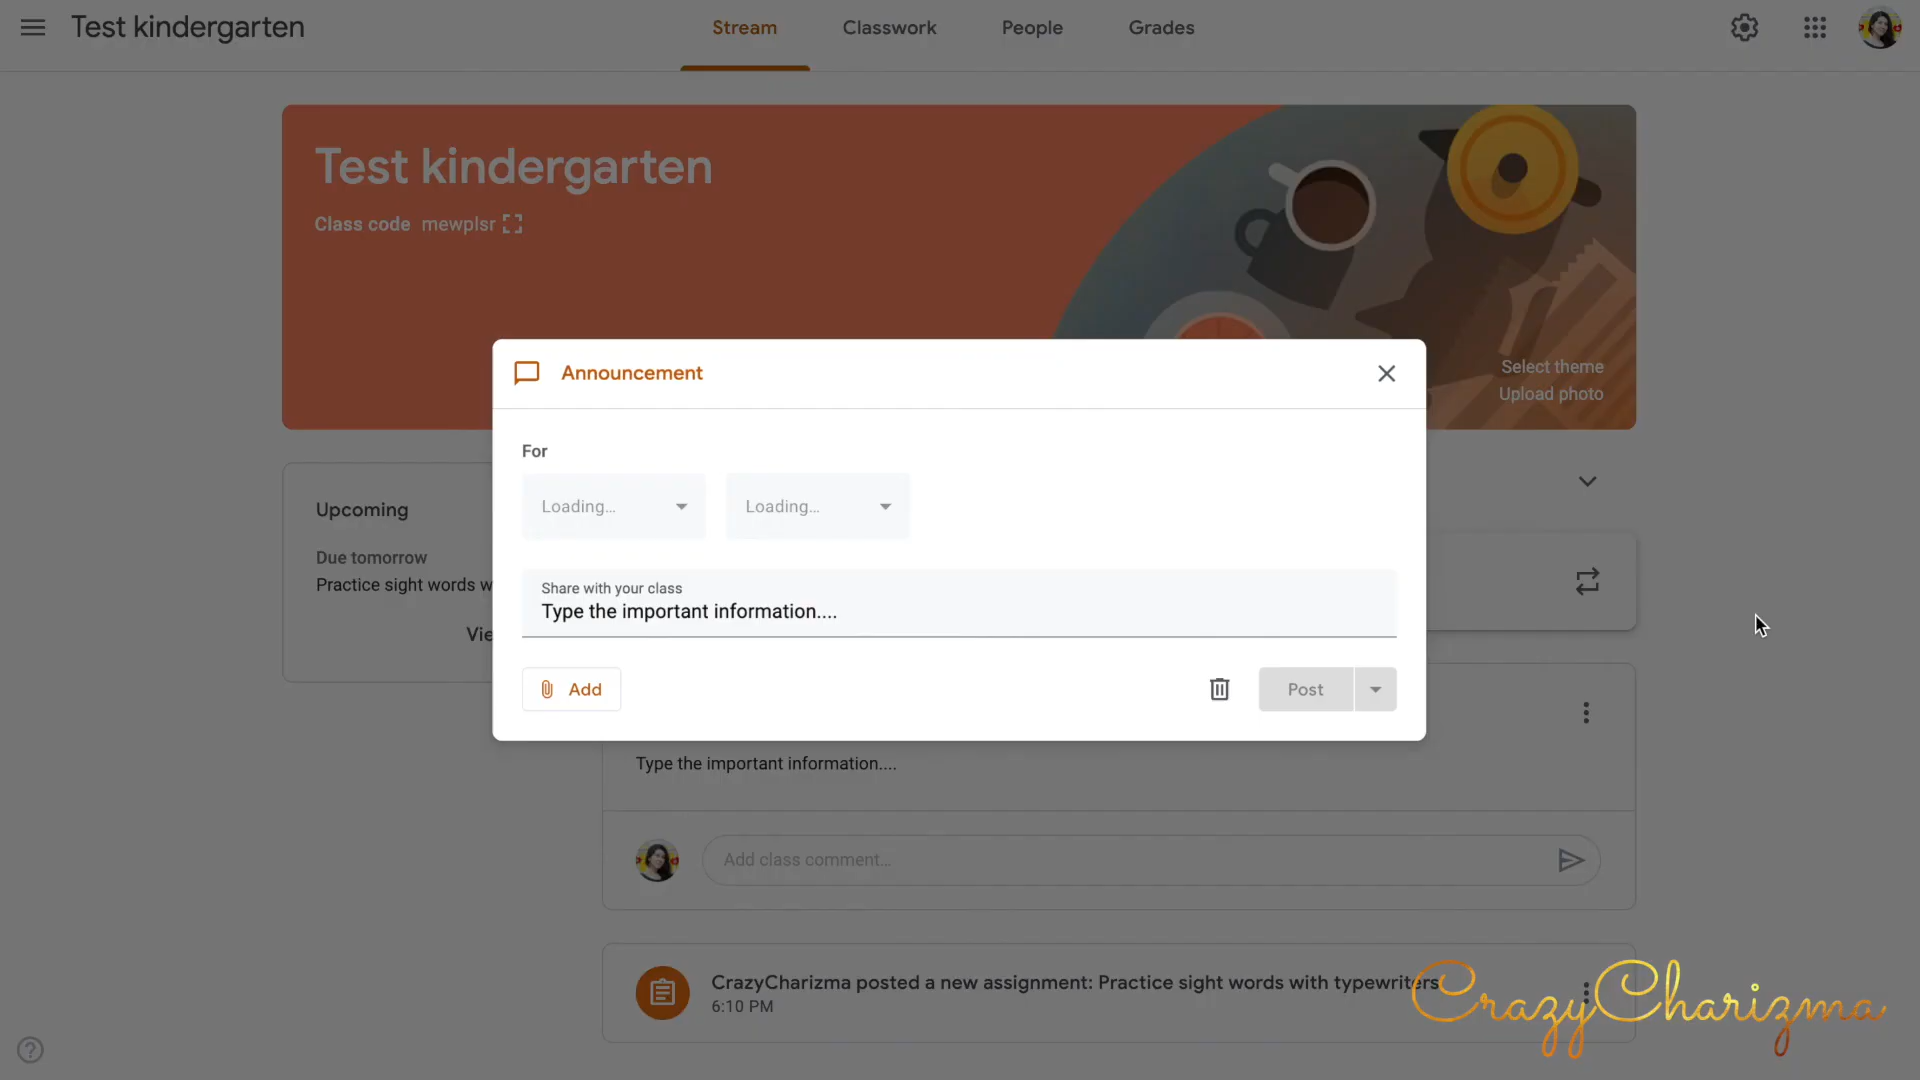 Test kindergarten
Stream
Classwork
People
Grades
Test kindergarten
Class code mewplsr
Select theme
Upload photo
Announcement
For
Loading...
Loading...
Upcoming
Due tomorrow
Practice sight words w
Vie
Share with your class
Type the important information....
Add
Post
Type the important information....
Add class comment...
CrazyCharizma posted a new assignment: Practice sight words with typewriters
6:10 PM
CrazyCharizma